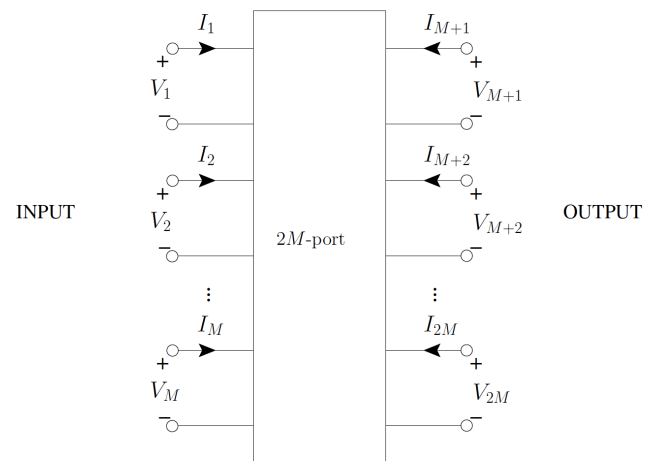 I_1 I_{M+1}
+ +
V_1 V_{M+1}
− −
I_2 I_{M+2}
+ +
INPUT V_2 2M-port V_{M+2} OUTPUT
− −
⋮ ⋮
I_M I_{2M}
+ +
V_M V_{2M}
− −